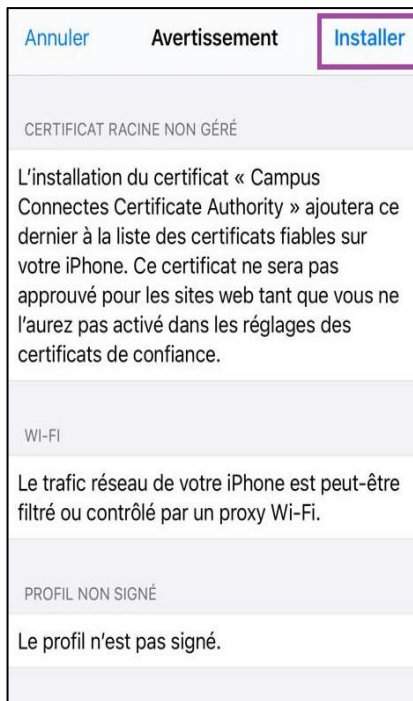 Annuler Avertissement Installer
CERTIFICAT RACINE NON GÉRÉ
L'installation du certificat « Campus
Connectes Certificate Authority » ajoutera ce
dernier à la liste des certificats fiables sur
votre iPhone. Ce certificat ne sera pas
approuvé pour les sites web tant que vous ne
l'aurez pas activé dans les réglages des
certificats de confiance.
WI-FI
Le trafic réseau de votre iPhone est peut-être
filtré ou contrôlé par un proxy Wi-Fi.
PROFIL NON SIGNÉ
Le profil n'est pas signé.